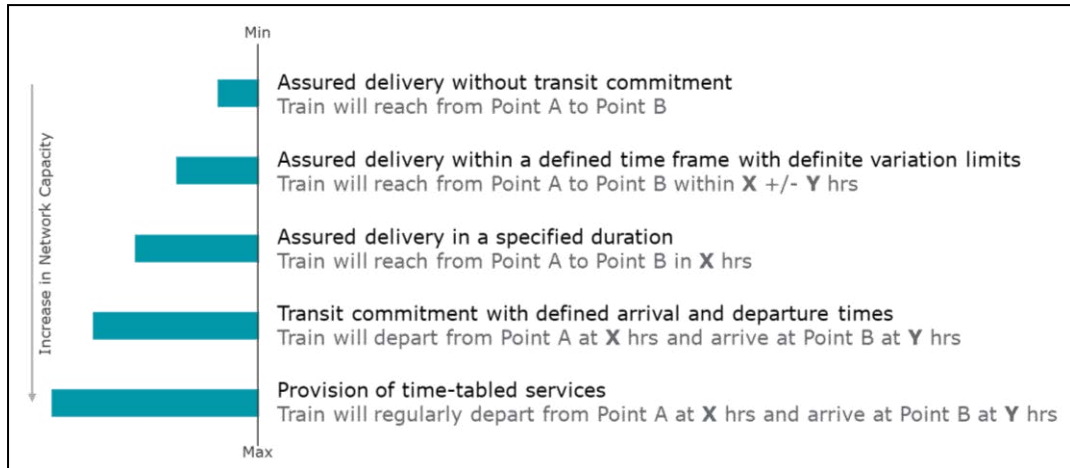 Min
Assured delivery without transit commitment
Train will reach from Point A to Point B
Assured delivery within a defined time frame with definite variation limits
Train will reach from Point A to Point B within X +/- Y hrs
Assured delivery in a specified duration
Train will reach from Point A to Point B in X hrs
Transit commitment with defined arrival and departure times
Train will depart from Point A at X hrs and arrive at Point B at Y hrs
Provision of time-tabled services
Train will regularly depart from Point A at X hrs and arrive at Point B at Y hrs
Max
Increase in Network Capacity